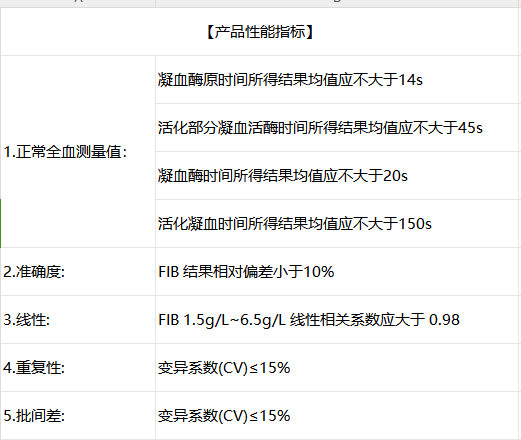 【产品性能指标】
1.正常全血测量值:
凝血酶原时间所得结果均值应不大于14s
活化部分凝血活酶时间所得结果均值应不大于45s
凝血酶时间所得结果均值应不大于20s
活化凝血时间所得结果均值应不大于150s
2.准确度:
FIB 结果相对偏差小于10%
3.线性:
FIB 1.5g/L~6.5g/L 线性相关系数应大于 0.98
4.重复性:
变异系数(CV)≤15%
5.批间差:
变异系数(CV)≤15%